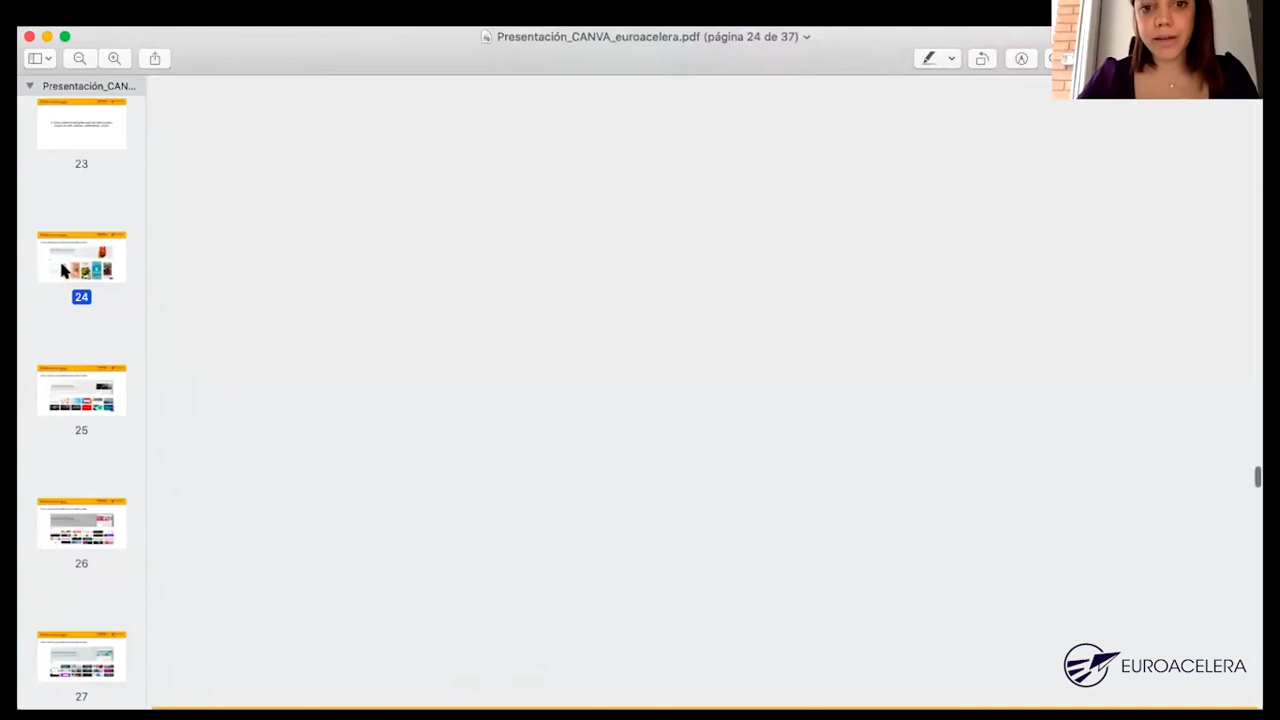 Presentación_CANVA_euroacelera.pdf (página 24 de 37)
Presentación_CAN...
23
24
25
26
27
EUROACELERA